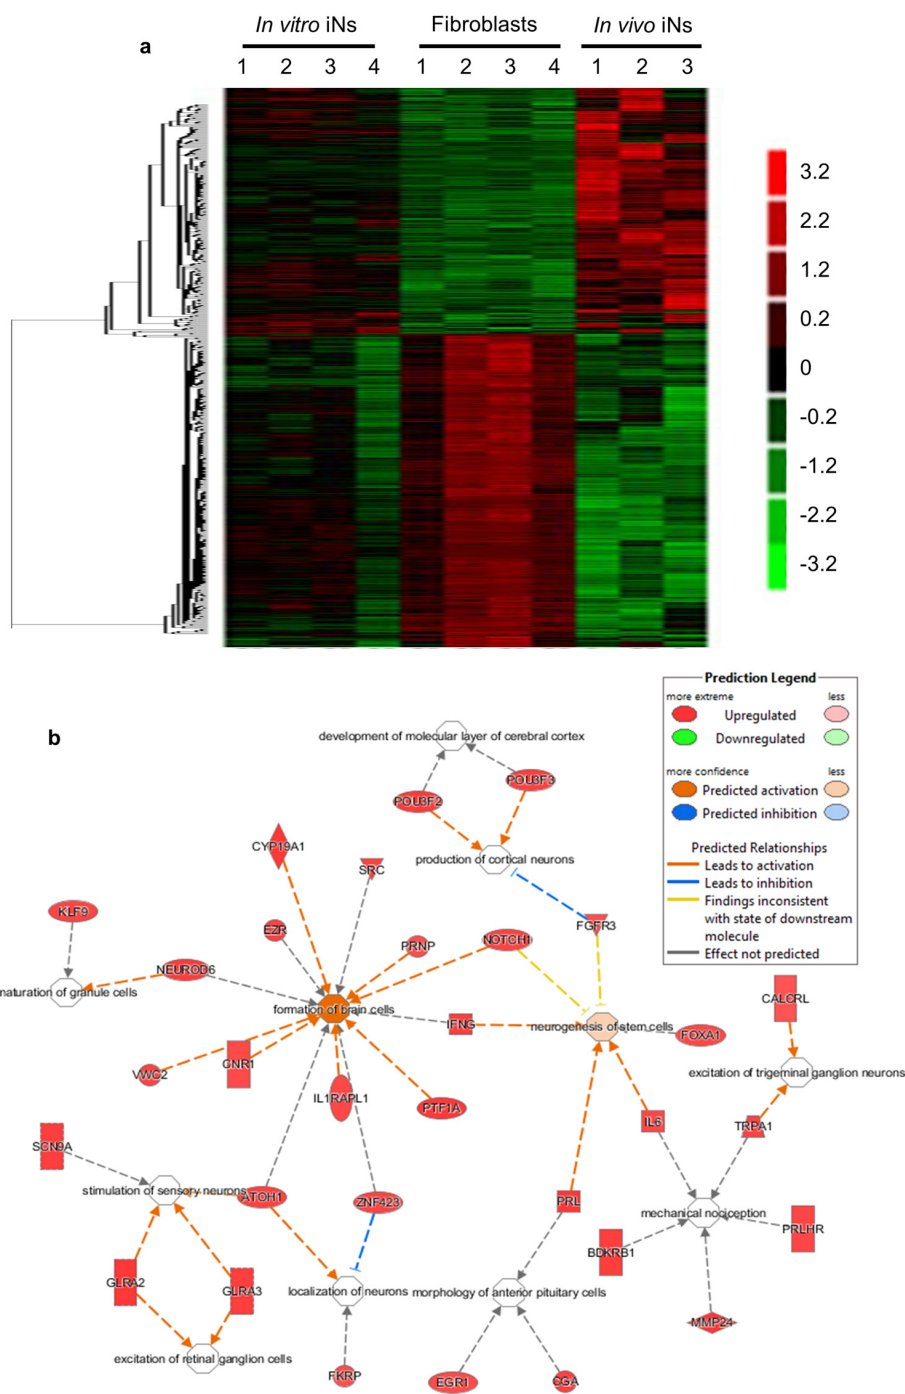 In vitro iNs Fibroblasts In vivo iNs
a
1 2 3 4 1 2 3 4 1 2 3
3.2
2.2
1.2
0.2
0
-0.2
-1.2
-2.2
-3.2
b
Prediction Legend
more extreme less
Upregulated
Downregulated
more confidence less
Predicted activation
Predicted inhibition
Predicted Relationships
Leads to activation
Leads to inhibition
Findings inconsistent
with state of downstream
molecule
Effect not predicted
development of molecular layer of cerebral cortex
POU3F3
POU3F2
CYP19A1
production of cortical neurons
SRC
KLF9
FGFR3
EZR
PRNP
NOTCH1
NEUROD6
maturation of granule cells
CALCRL
formation of brain cells
IFNG
neurogenesis of stem cells
FOXA1
VWC2
CNR1
excitation of trigeminal ganglion neurons
IL1RAPL1
PTF1A
IL6
TRPA1
SCN9A
stimulation of sensory neurons
ATOH1
ZNF423
PRL
mechanical nociception
PRLHR
BDKRB1
GLRA2
GLRA3
localization of neurons
morphology of anterior pituitary cells
MMP24
excitation of retinal ganglion cells
FKRP
EGR1
CGA